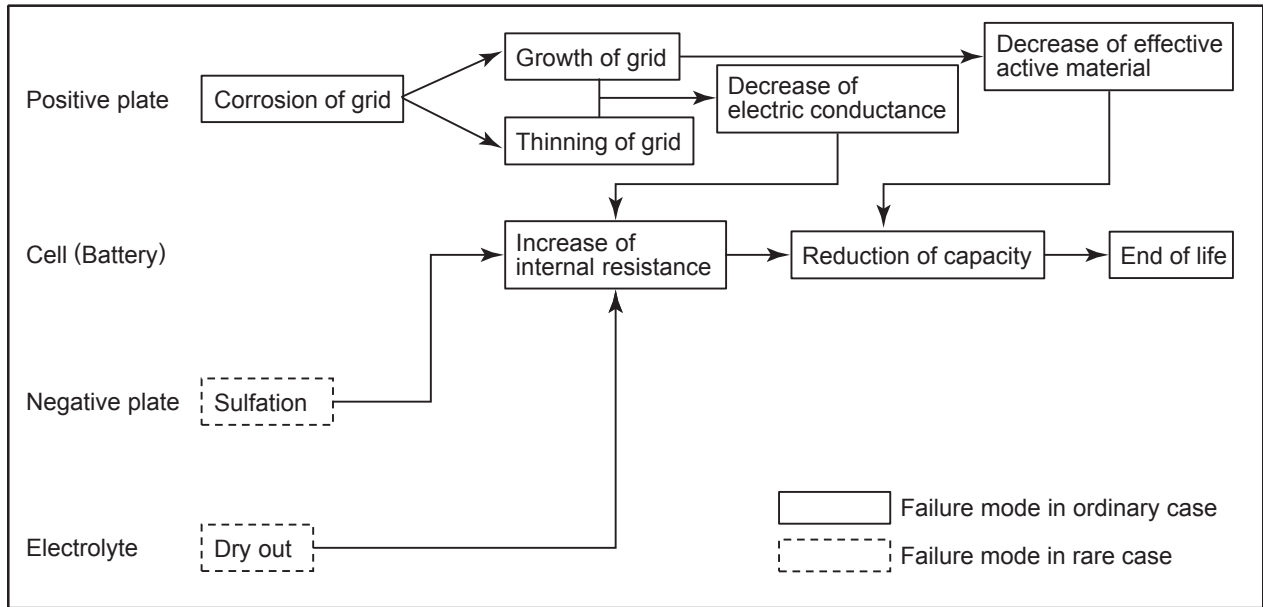 Positive plate
Corrosion of grid
Growth of grid
Thinning of grid
Decrease of
electric conductance
Decrease of effective
active material
Cell (Battery)
Increase of
internal resistance
Reduction of capacity
End of life
Negative plate
Sulfation
Electrolyte
Dry out
Failure mode in ordinary case
Failure mode in rare case